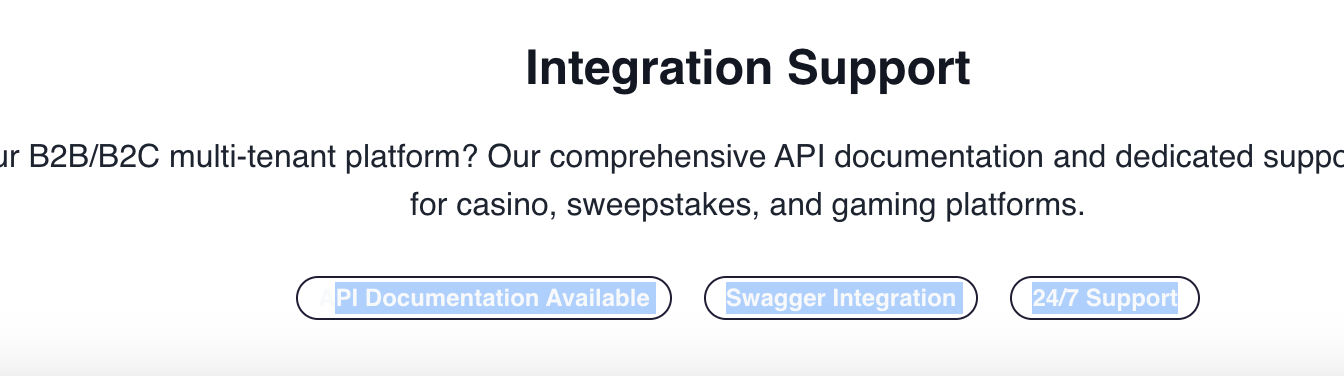 Integration Support
ur B2B/B2C multi-tenant platform? Our comprehensive API documentation and dedicated suppo
for casino, sweepstakes, and gaming platforms.
API Documentation Available
Swagger Integration
24/7 Support